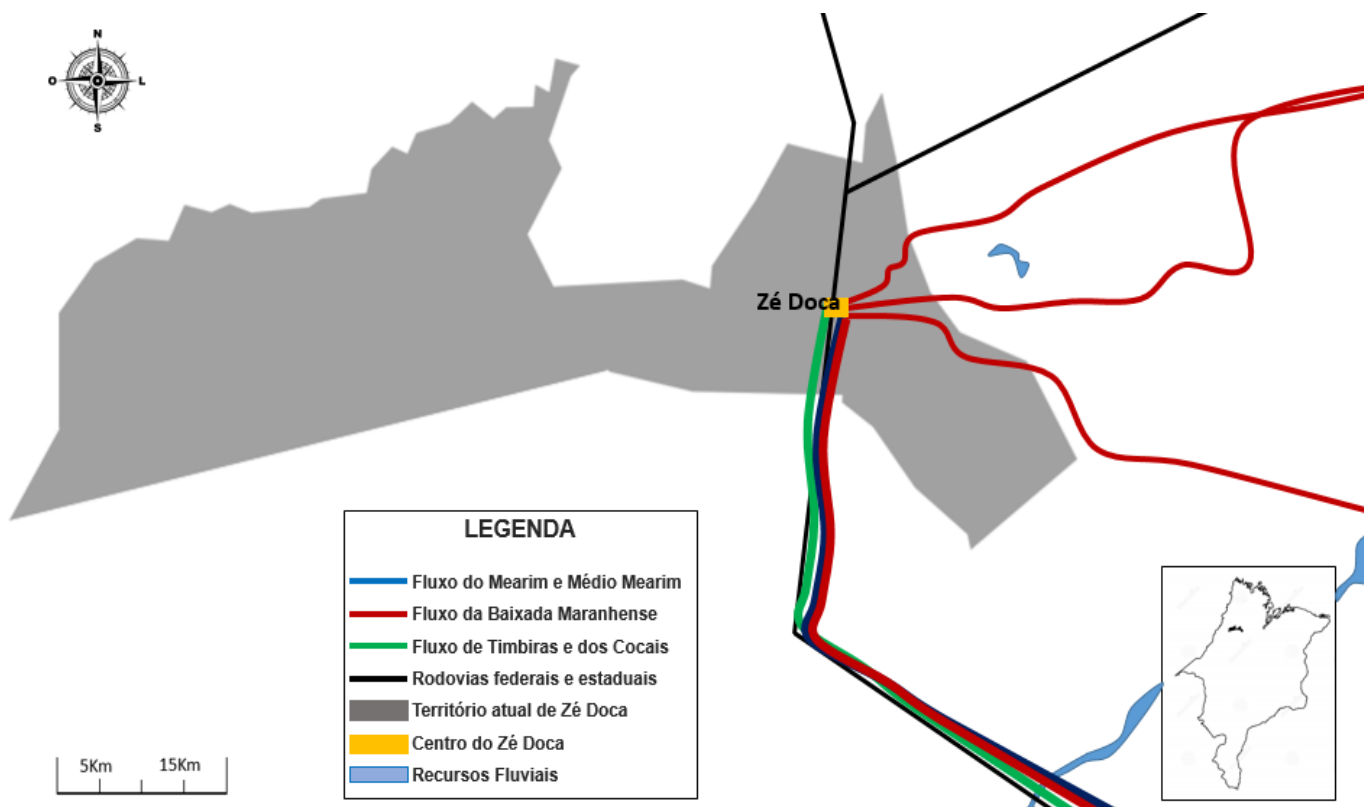 N
O
L
S
Zé Doca
LEGENDA
Fluxo do Mearim e Médio Mearim
Fluxo da Baixada Maranhense
Fluxo de Timbiras e dos Cocais
Rodovias federais e estaduais
Território atual de Zé Doca
Centro do Zé Doca
Recursos Fluviais
5Km 15Km